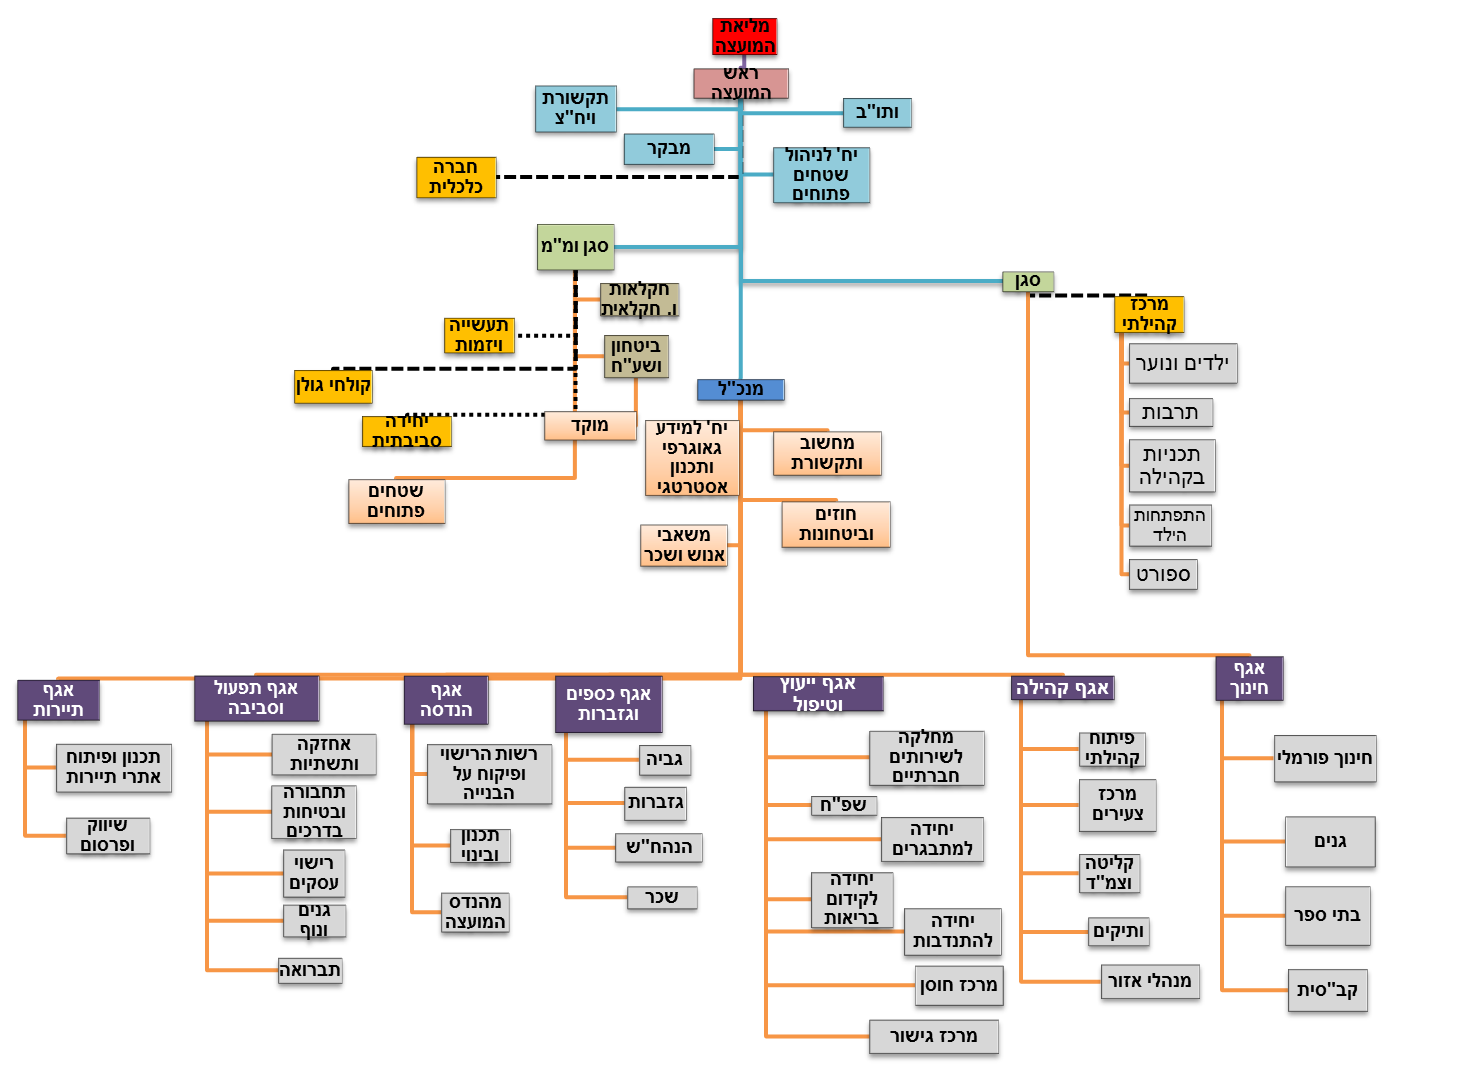 מליאת
המועצה
ראש
המועצה
תקשורת
ויח"צ
ותו"ב
מבקר
יח' לניהול
שטחים
פתוחים
חברה
כלכלית
סגן ומ"מ
סגן
חקלאות
ו. חקלאית
תעשייה
ויזמות
ביטחון
ושע"ח
קולחי גולן
יחידה
סביבתית
מוקד
שטחים
פתוחים
מרכז
קהילתי
ילדים ונוער
תרבות
תכניות
בקהילה
התפתחות
הילד
ספורט
מנכ"ל
יח' למידע
גאוגרפי
ותכנון
אסטרטגי
מחשוב
ותקשורת
חוזים
וביטחונות
משאבי
אנוש ושכר
אגף
חינוך
חינוך פורמלי
גנים
בתי ספר
קב"סית
אגף קהילה
פיתוח
קהילתי
מרכז
צעירים
קליטה
וצמ"ד
ותיקים
מנהלי אזור
אגף ייעוץ
וטיפול
מחלקה
לשירותים
חברתיים
שפ"ח
יחידה
למתבגרים
יחידה
לקידום
בריאות
יחידה
להתנדבות
מרכז חוסן
מרכז גישור
אגף כספים
וגזברות
גביה
גזברות
הנהח"ש
שכר
אגף
הנדסה
רשות הרישוי
ופיקוח על
הבנייה
תכנון
ובינוי
מהנדס
המועצה
אגף תפעול
וסביבה
אחזקה
ותשתיות
תחבורה
ובטיחות
בדרכים
רישוי
עסקים
גנים
ונוף
תברואה
אגף
תיירות
תכנון ופיתוח
אתרי תיירות
שיווק
ופרסום